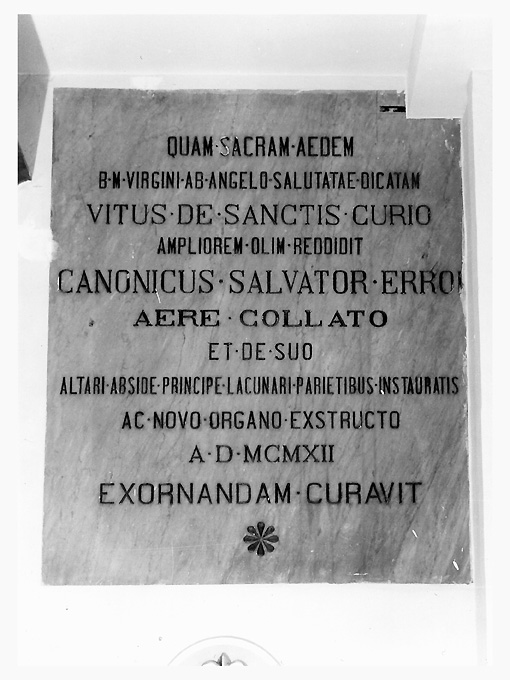 QUAM·SACRAM·AEDEM
B·M·VIRGINI·AB·ANGELO·SALUTATAE·DICATAM
VITUS·DE·SANCTIS·CURIO
AMPLIOREM·OLIM·REDDIDIT
CANONICUS·SALVATOR·ERROI
AERE·COLLATO
ET·DE·SUO
ALTARI·ABSIDE·PRINCIPE·LACUNARI·PARIETIBUS·INSTAURATIS
AC·NOVO·ORGANO·EXSTRUCTO
A·D·MCMXII
EXORNANDAM·CURAVIT